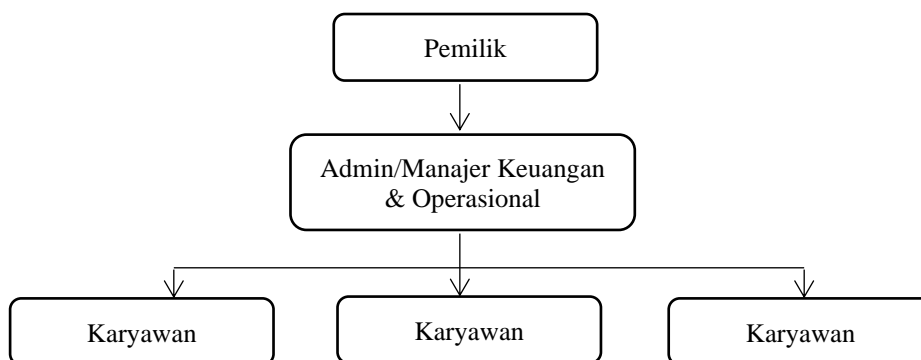 Pemilik
Admin/Manajer Keuangan
& Operasional
Karyawan
Karyawan
Karyawan